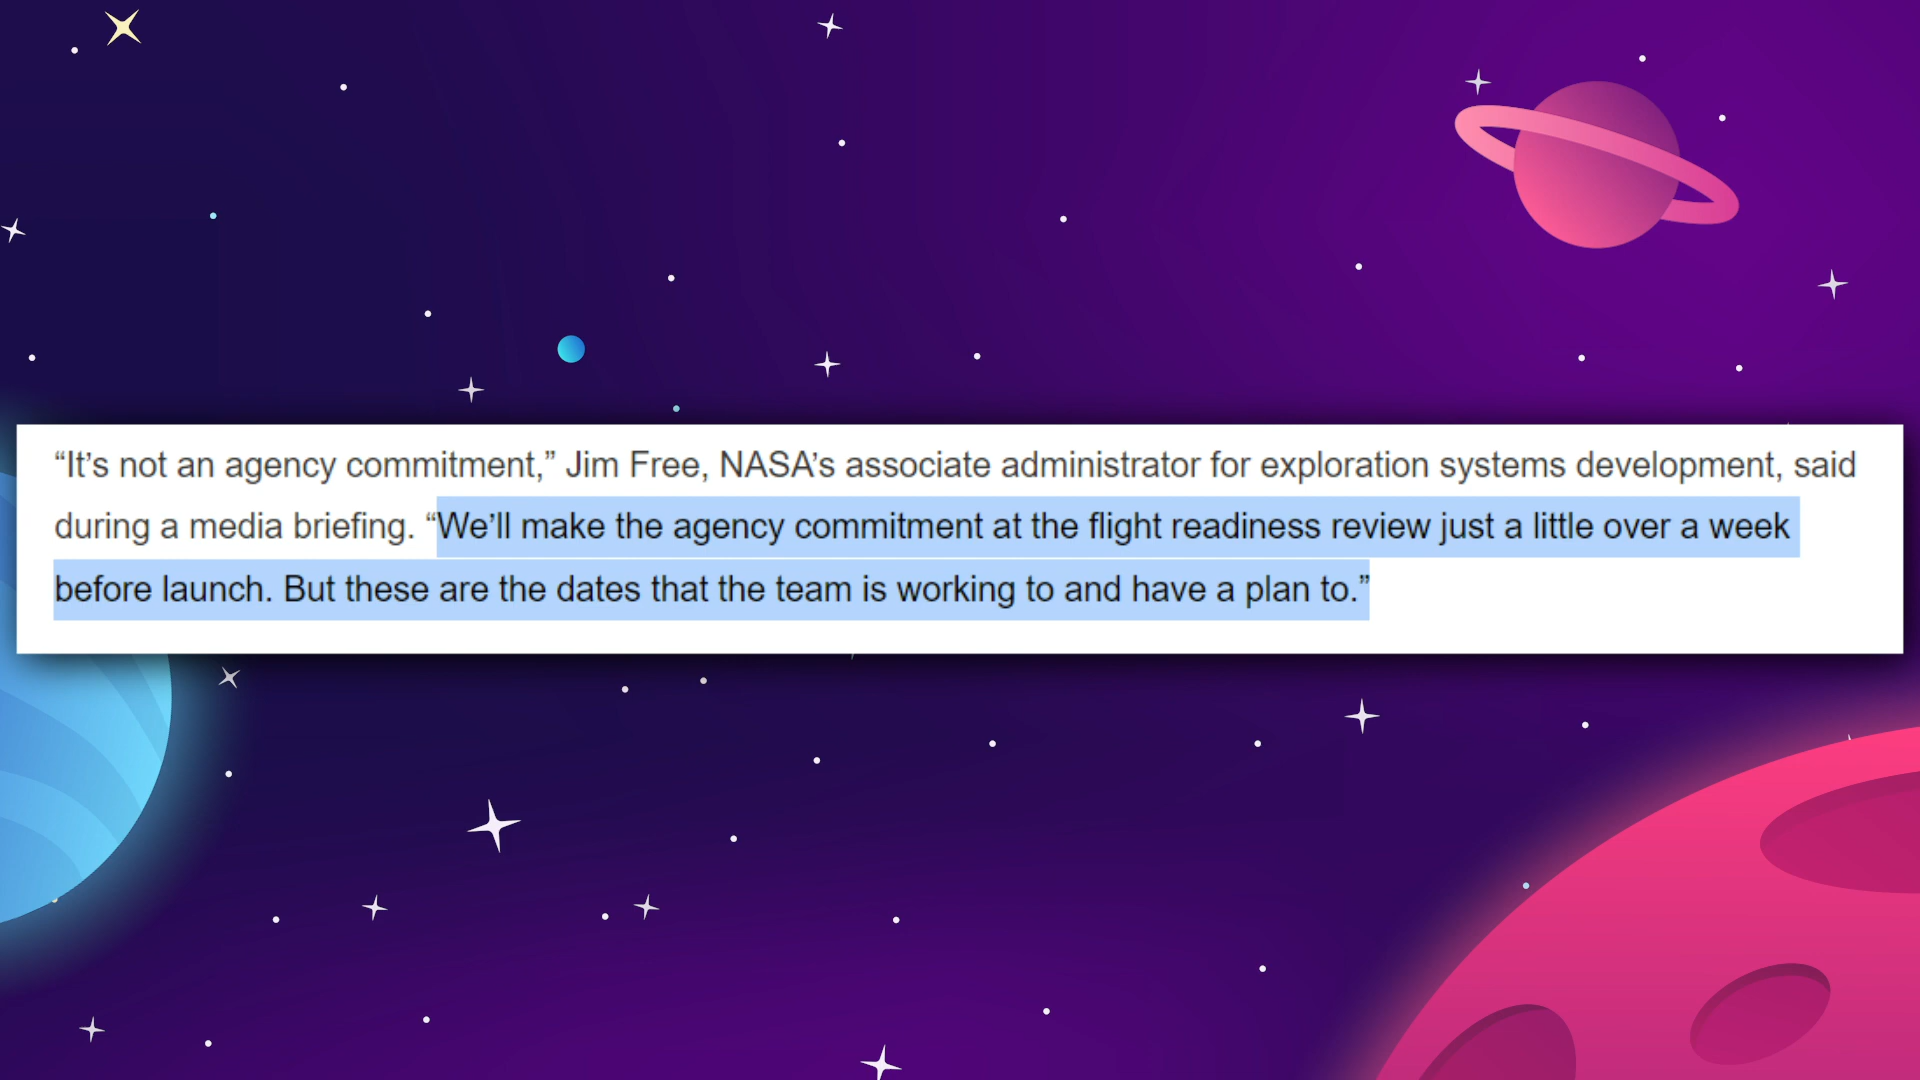 “It’s not an agency commitment,” Jim Free, NASA’s associate administrator for exploration systems development, said
during a media briefing. “We’ll make the agency commitment at the flight readiness review just a little over a week
before launch. But these are the dates that the team is working to and have a plan to.”